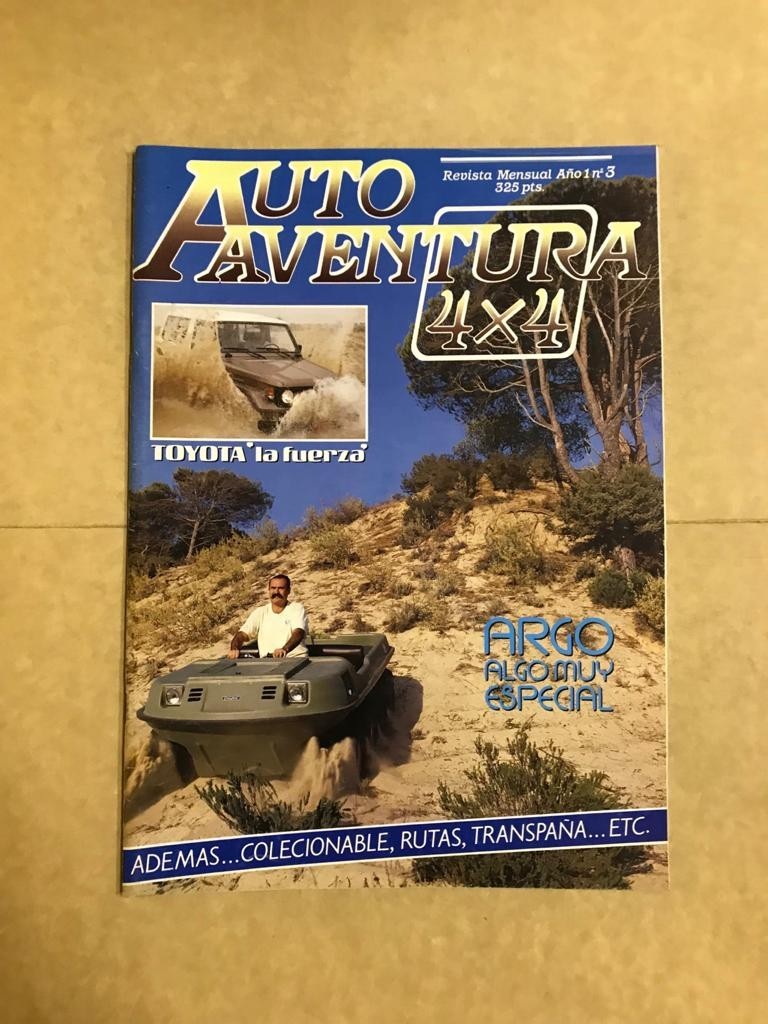 AUTO
AVENTURA
4x4
Revista Mensual Año 1 nº 3
325 pts.
TOYOTA "la fuerza"
ARGO
ALGO MUY
ESPECIAL
ADEMAS...COLECIONABLE, RUTAS, TRANSPAÑA...ETC.